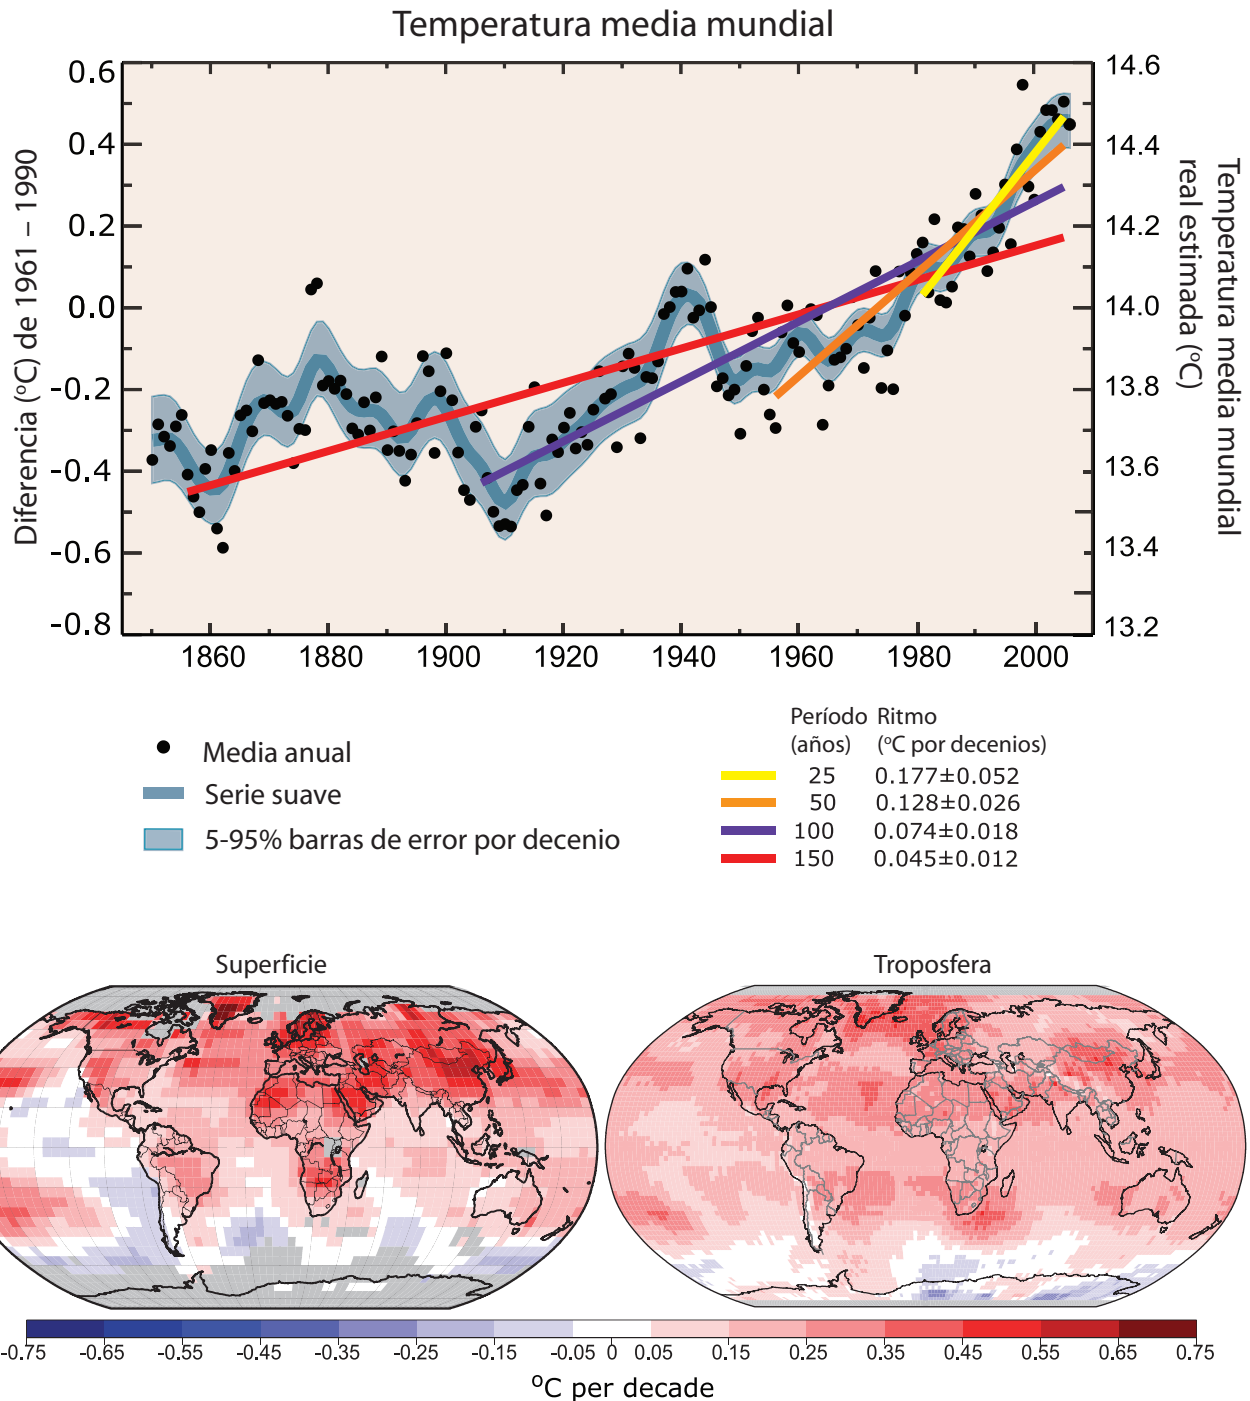 Temperatura media mundial
Diferencia (ºC) de 1961 – 1990
0.6
0.4
0.2
0.0
-0.2
-0.4
-0.6
-0.8
14.6
14.4
14.2
14.0
13.8
13.6
13.4
13.2
Temperatura media mundial
real estimada (ºC)
1860 1880 1900 1920 1940 1960 1980 2000
Media anual
Serie suave
5-95% barras de error por decenio
Período Ritmo
(años) (ºC por decenios)
25 0.177±0.052
50 0.128±0.026
100 0.074±0.018
150 0.045±0.012
Superficie Troposfera
-0.75 -0.65 -0.55 -0.45 -0.35 -0.25 -0.15 -0.05 0 0.05 0.15 0.25 0.35 0.45 0.55 0.65 0.75
ºC per decade